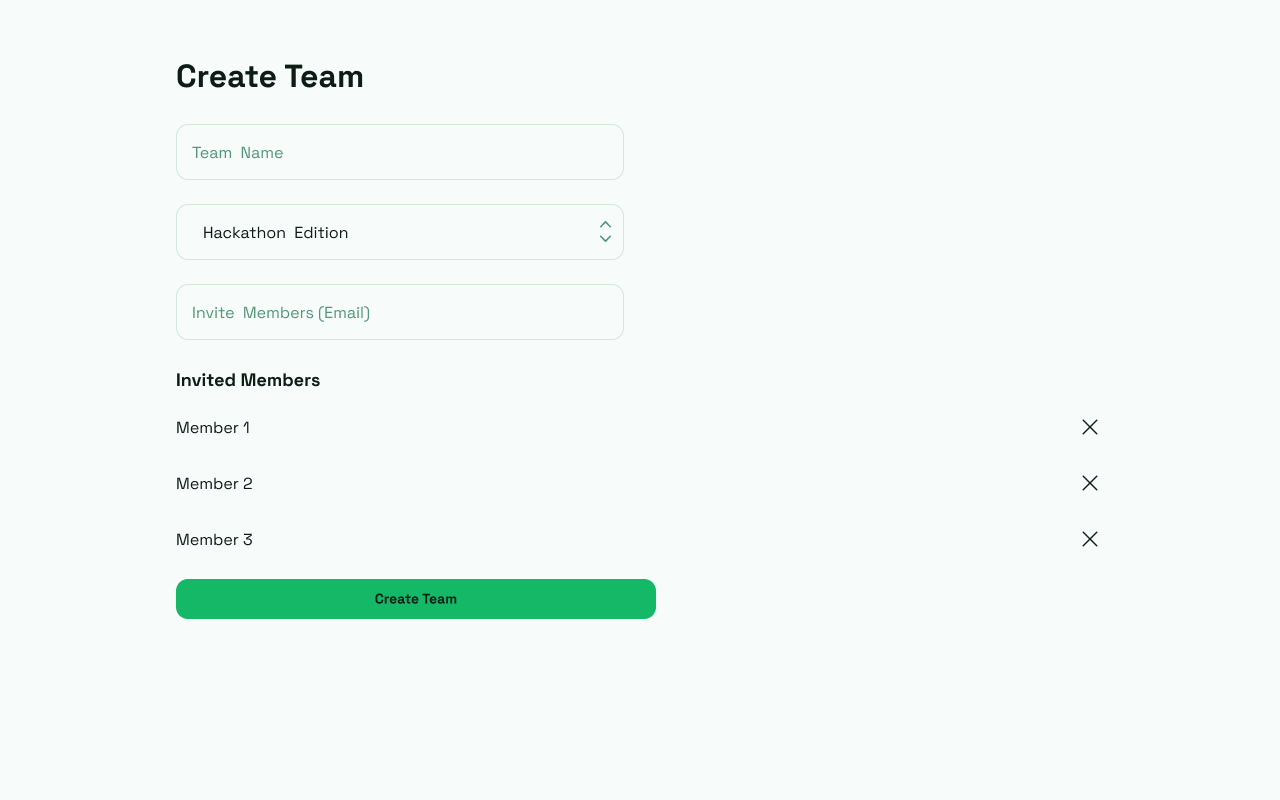 Create Team
Team Name
Hackathon Edition
Invite Members (Email)
Invited Members
Member 1
Member 2
Member 3
Create Team